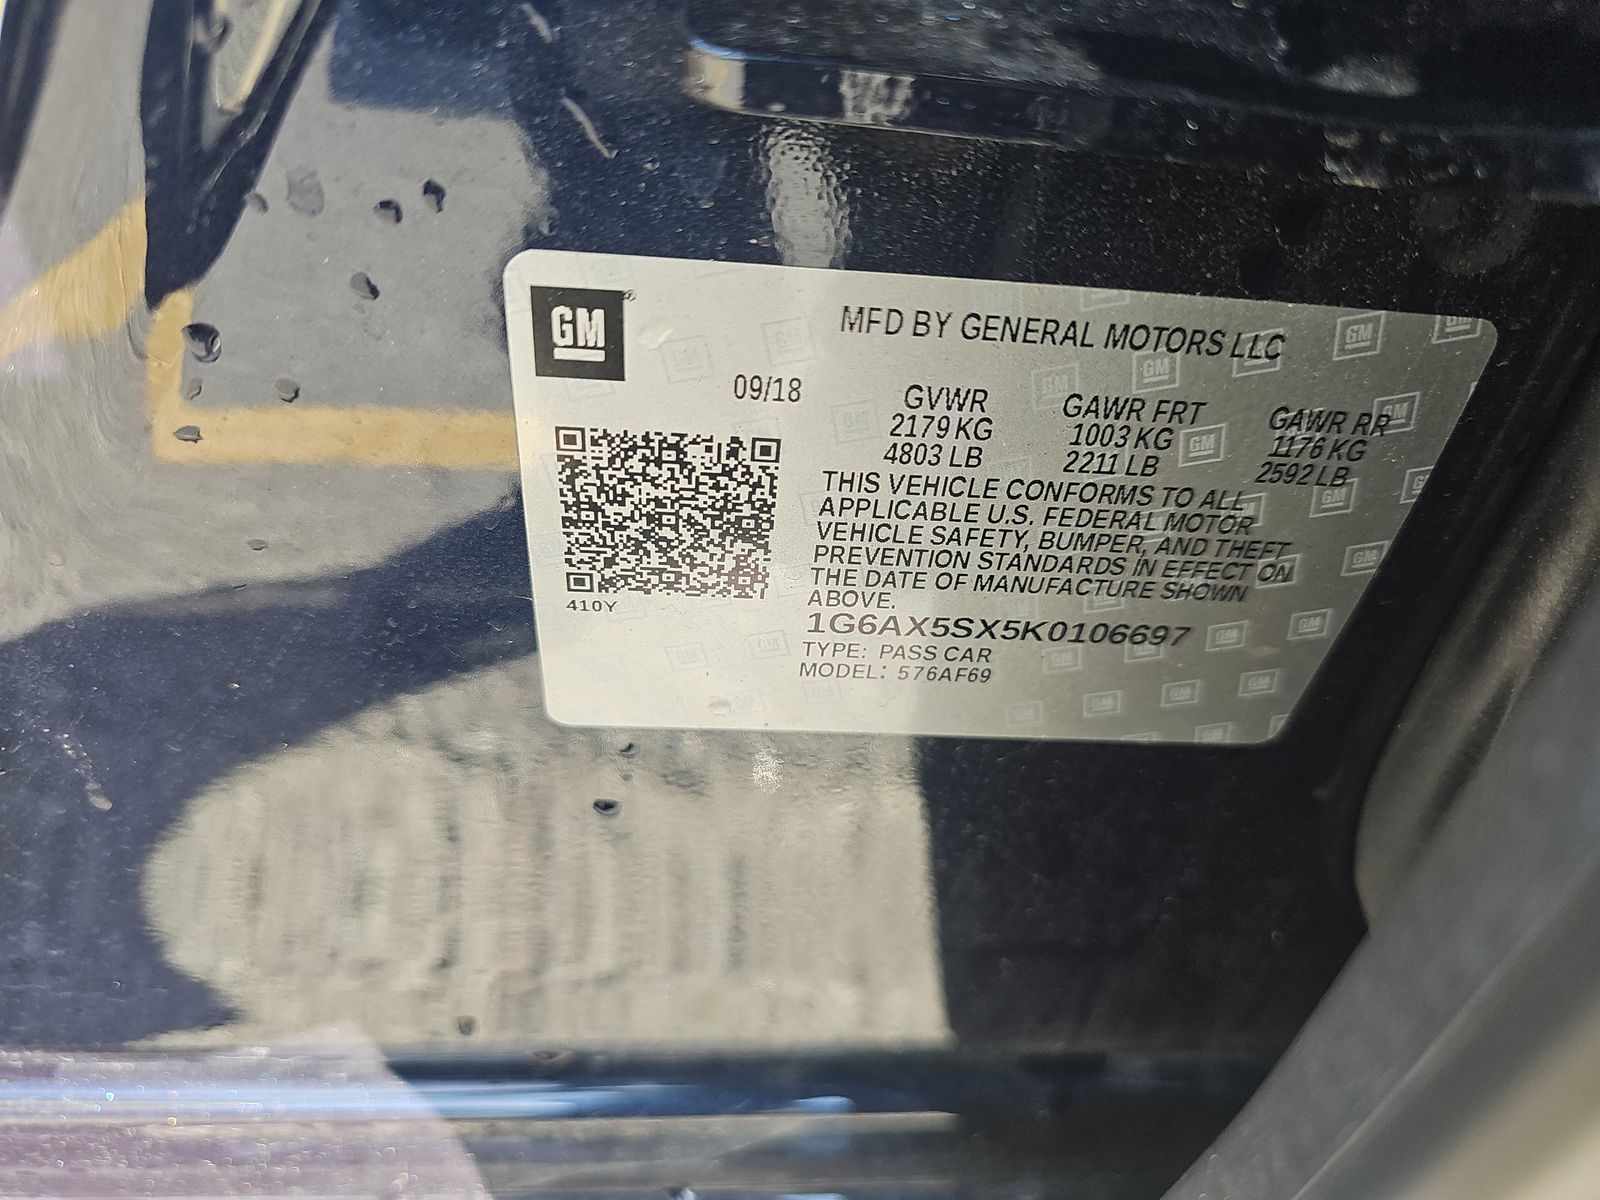 GM
MFD BY GENERAL MOTORS LLC
09/18
GVWR GAWR FRT GAWR RR
2179 KG 1003 KG 1176 KG
4803 LB 2211 LB 2592 LB
THIS VEHICLE CONFORMS TO ALL
APPLICABLE U.S. FEDERAL MOTOR
VEHICLE SAFETY, BUMPER, AND THEFT
PREVENTION STANDARDS IN EFFECT ON
THE DATE OF MANUFACTURE SHOWN
ABOVE.
410Y
1G6AX5SX5K0106697
TYPE: PASS CAR
MODEL: 576AF69